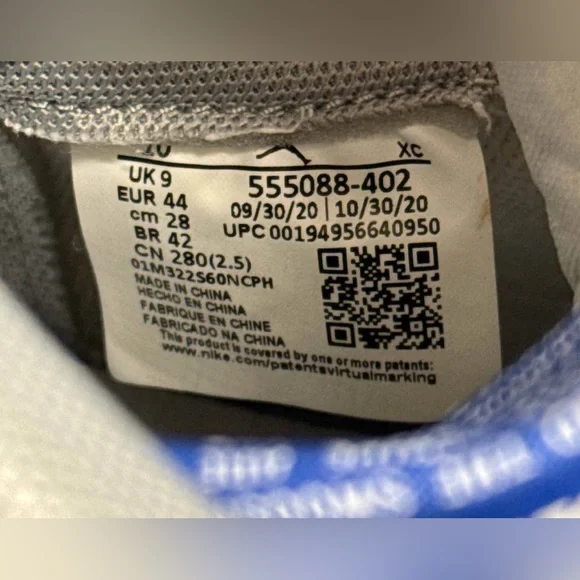 10
XC
UK 9
555088-402
EUR 44
09/30/20 | 10/30/20
cm 28
UPC 00194956640950
BR 42
CN 280(2.5)
01M322S60NCPH
MADE IN CHINA
HECHO EN CHINA
FABRIQUE EN CHINE
FABRICADO NA CHINA
This product is covered by one or more patents:
www.nike.com/patentsvirtualmarking